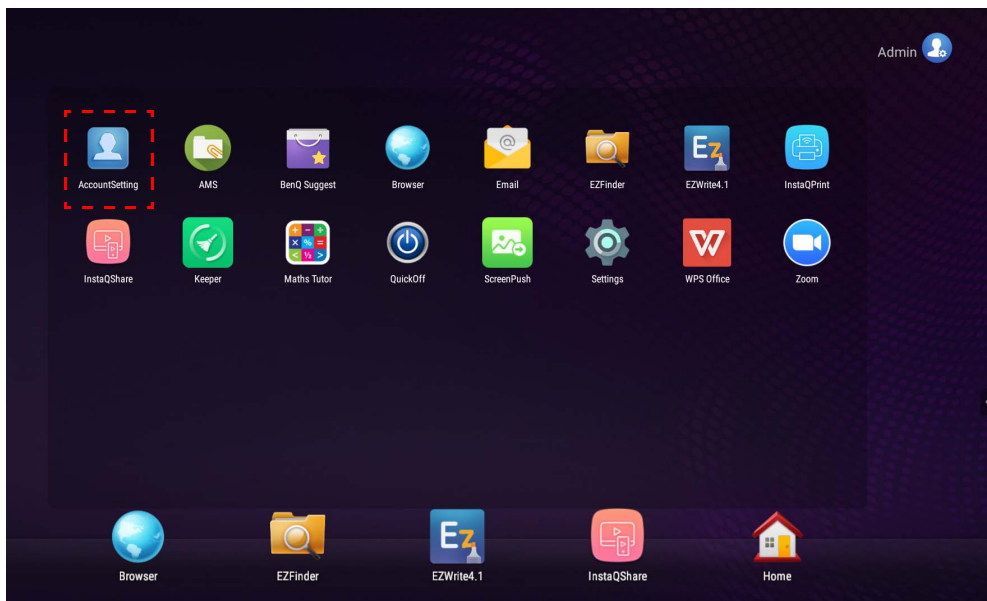 Admin
AccountSetting
AMS
BenQ Suggest
Browser
Email
EZFinder
EZWrite4.1
InstaQPrint
InstaQShare
Keeper
Maths Tutor
QuickOff
ScreenPush
Settings
WPS Office
Zoom
Browser
EZFinder
EZWrite4.1
InstaQShare
Home